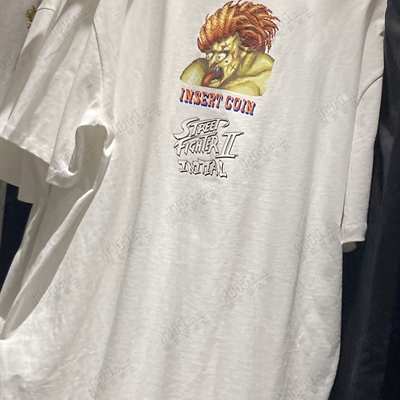 INSERT COIN
STREET
FIGHTER II
INITIAL